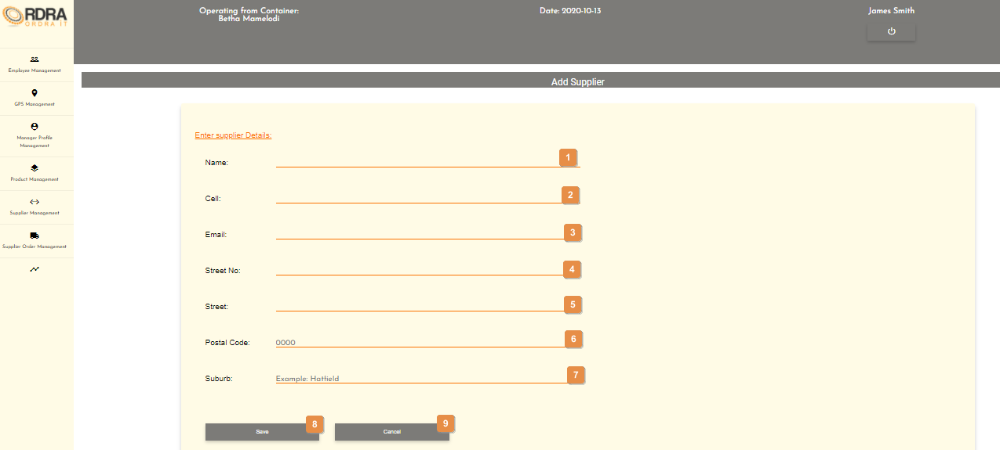 RDRA
ORDRA IT
Operating from Container:
Betha Mamelodi
Date: 2020-10-13
James Smith
Employee Management
GPS Management
Manager Profile
Management
Product Management
Supplier Management
Supplier Order Management
Add Supplier
Enter supplier Details:
Name:
1
Cell:
2
Email:
3
Street No:
4
Street:
5
Postal Code:
0000
6
Suburb:
Example: Hatfield
7
Save
8
Cancel
9